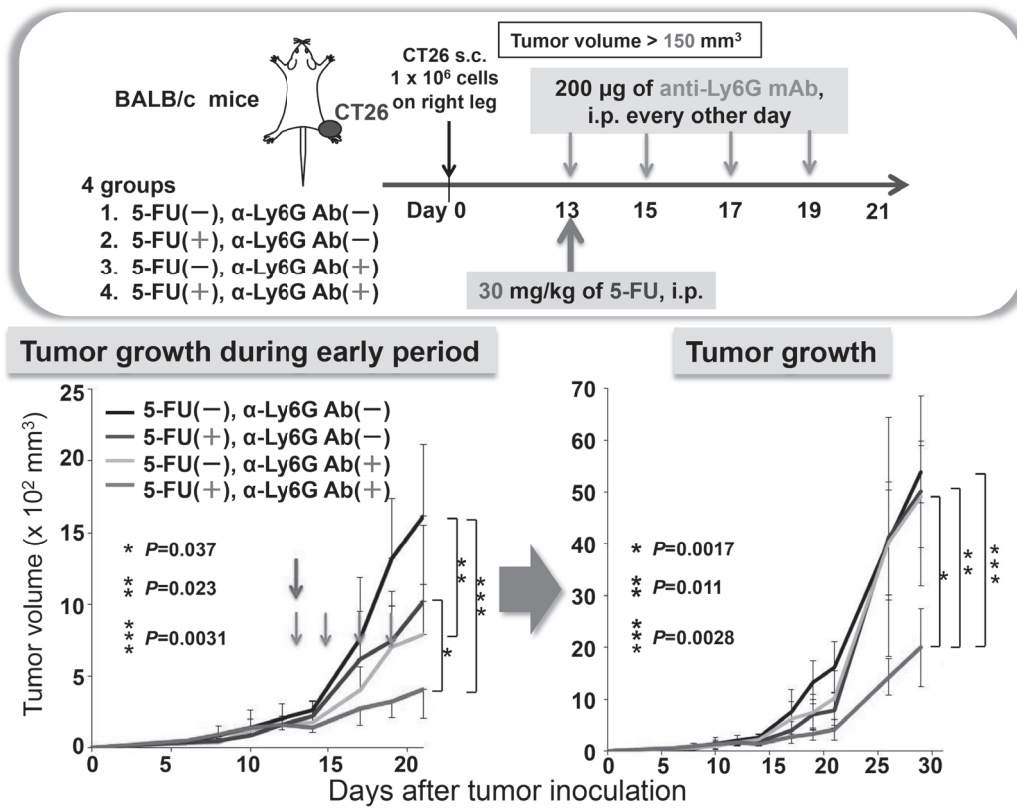 Tumor volume > 150 mm³
CT26 s.c.
1 x 10⁶ cells
on right leg
BALB/c mice
CT26
200 µg of anti-Ly6G mAb,
i.p. every other day
4 groups
1. 5-FU(—), α-Ly6G Ab(—)
2. 5-FU(+), α-Ly6G Ab(—)
3. 5-FU(—), α-Ly6G Ab(+)
4. 5-FU(+), α-Ly6G Ab(+)
Day 0 13 15 17 19 21
30 mg/kg of 5-FU, i.p.
Tumor growth during early period
Tumor volume (x 10² mm³)
25
20
15
10
5
0
0 5 10 15 20
5-FU(—), α-Ly6G Ab(—)
5-FU(+), α-Ly6G Ab(—)
5-FU(—), α-Ly6G Ab(+)
5-FU(+), α-Ly6G Ab(+)
* P=0.037
** P=0.023
*** P=0.0031
*
**
***
Tumor growth
70
60
50
40
30
20
10
0
0 5 10 15 20 25 30
* P=0.0017
** P=0.011
*** P=0.0028
*
**
***
Days after tumor inoculation